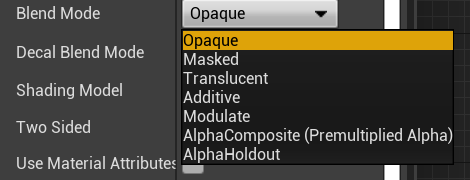 Blend Mode Opaque
Opaque
Decal Blend Mode
Masked
Translucent
Shading Model
Additive
Modulate
Two Sided
AlphaComposite (Premultiplied Alpha)
AlphaHoldout
Use Material Attributes